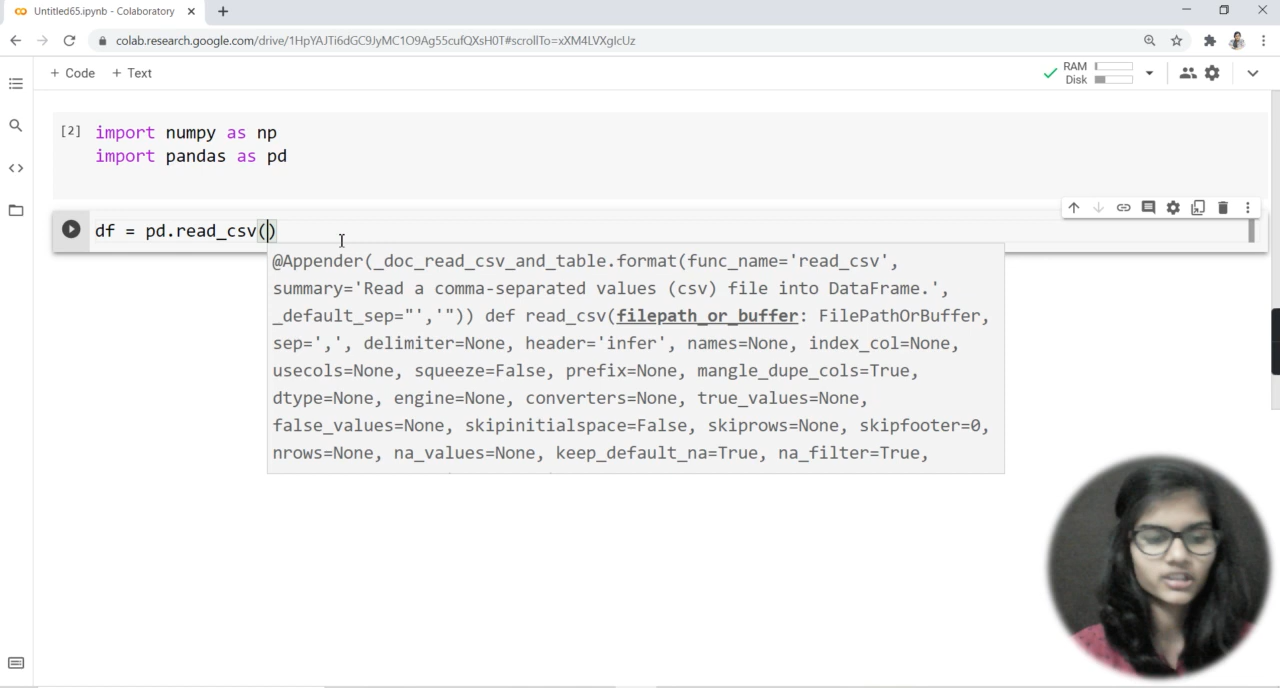 Untitled65.ipynb - Colaboratory
colab.research.google.com/drive/1HpYAJTi6dGC9JyMC1O9Ag55cufQXsH0T#scrollTo=xXM4LVXgIcUz
+ Code + Text
RAM
Disk
[2] import numpy as np
import pandas as pd
df = pd.read_csv()
@Appender(_doc_read_csv_and_table.format(func_name='read_csv',
summary='Read a comma-separated values (csv) file into DataFrame.',
_default_sep="','")) def read_csv(filepath_or_buffer: FilePathOrBuffer,
sep=',', delimiter=None, header='infer', names=None, index_col=None,
usecols=None, squeeze=False, prefix=None, mangle_dupe_cols=True,
dtype=None, engine=None, converters=None, true_values=None,
false_values=None, skipinitialspace=False, skiprows=None, skipfooter=0,
nrows=None, na_values=None, keep_default_na=True, na_filter=True,